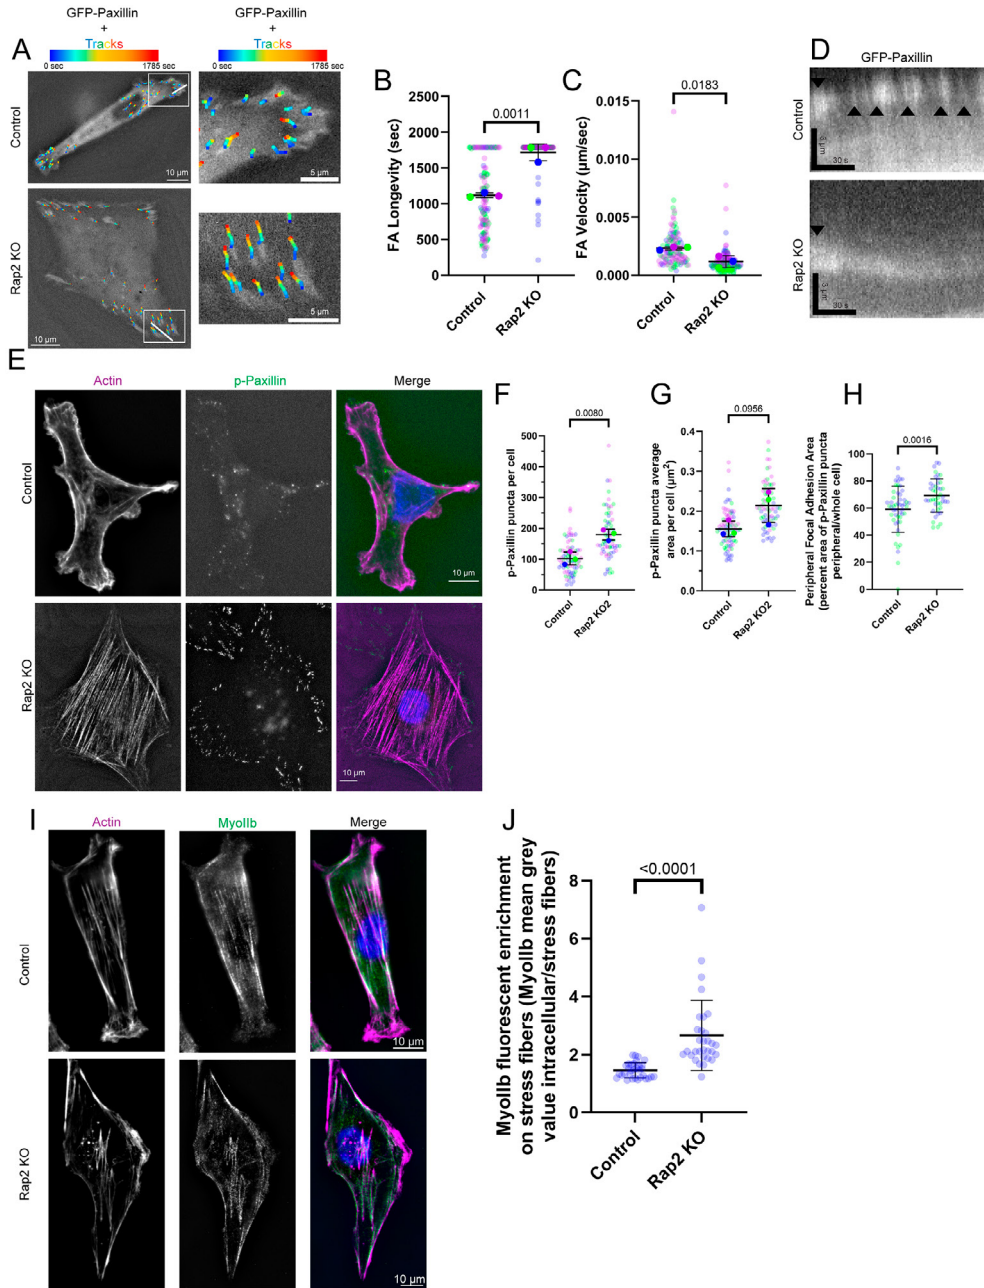 GFP-Paxillin
+
Tracks
0 sec
1785 sec
GFP-Paxillin
+
Tracks
0 sec
1785 sec
A
Control
10 µm
5 µm
Rap2 KO
10 µm
5 µm
B
FA Longevity (sec)
0.0011
2500
2000
1500
1000
500
0
Control
Rap2 KO
C
FA Velocity (µm/sec)
0.0183
0.015
0.010
0.005
0.000
Control
Rap2 KO
D
GFP-Paxillin
Control
5 µm
30 s
Rap2 KO
5 µm
30 s
E
Actin
p-Paxillin
Merge
Control
10 µm
Rap2 KO
10 µm
F
p-Paxillin puncta per cell
0.0080
500
400
300
200
150
100
50
0
Control
Rap2 KO2
G
p-Paxillin puncta average
area per cell (µm²)
0.0956
0.4
0.3
0.2
0.1
0.0
Control
Rap2 KO2
H
Peripheral Focal Adhesion Area
(percent area of p-Paxillin puncta
peripheral/whole cell)
0.0016
100
80
60
40
20
0
Control
Rap2 KO
I
Actin
MyoIIb
Merge
Control
10 µm
Rap2 KO
10 µm
J
MyoIIb fluorescent enrichment
on stress fibers (MyoIIb mean grey
value intracellular/stress fibers)
<0.0001
8
6
4
2
0
Control
Rap2 KO